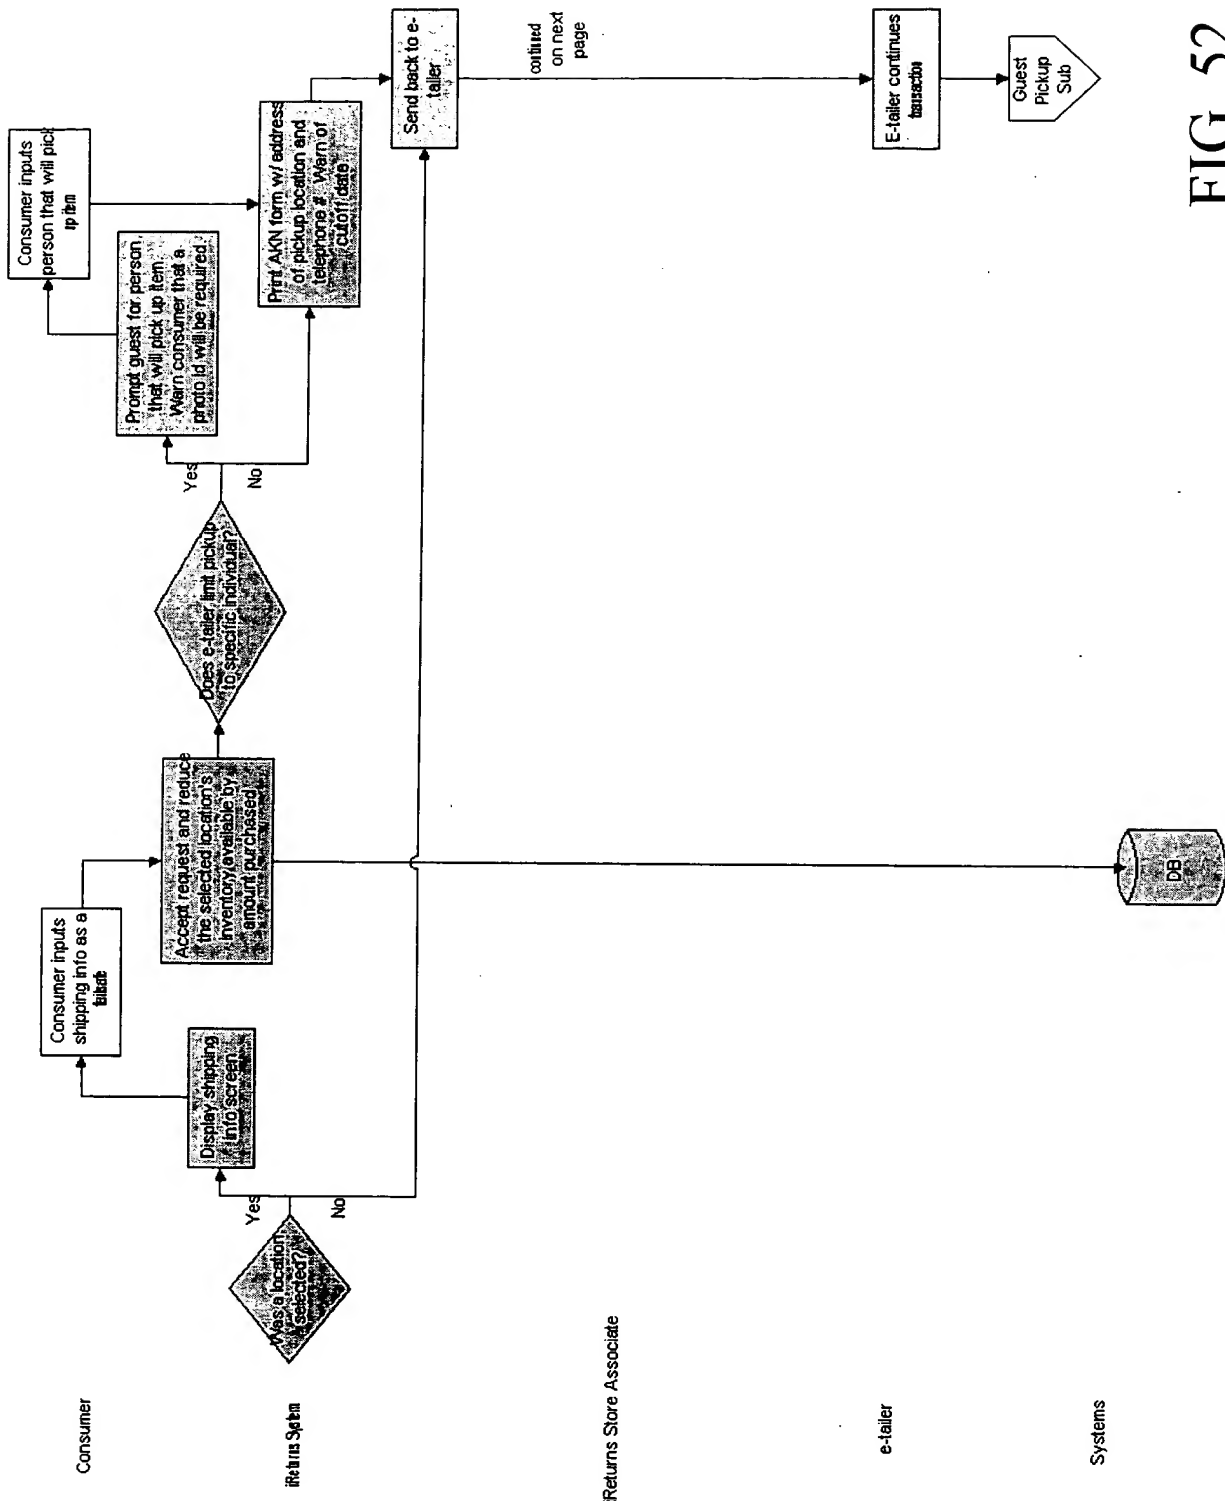 Consumer
iReturns System
iReturns Store Associate
e-tailer
Systems
Was a location
selected?
Yes
No
Display shipping
info screen
Consumer inputs
shipping info as a
Accept request and reduce
the selected location's
inventory available by
amount purchased
DB
Does e-tailer limit pickup
to specific individual?
Yes
No
Prompt guest for person
that will pick up item.
Warn consumer that a
photo id will be required.
Consumer inputs
person that will pick
up item
Print AKN form w/ address
of pickup location and
telephone #. Warn of
cutoff date
Send back to e-
tailer
continued
on next
page
E-tailer continues
transaction
Guest
Pickup
Sub
FIG. 52